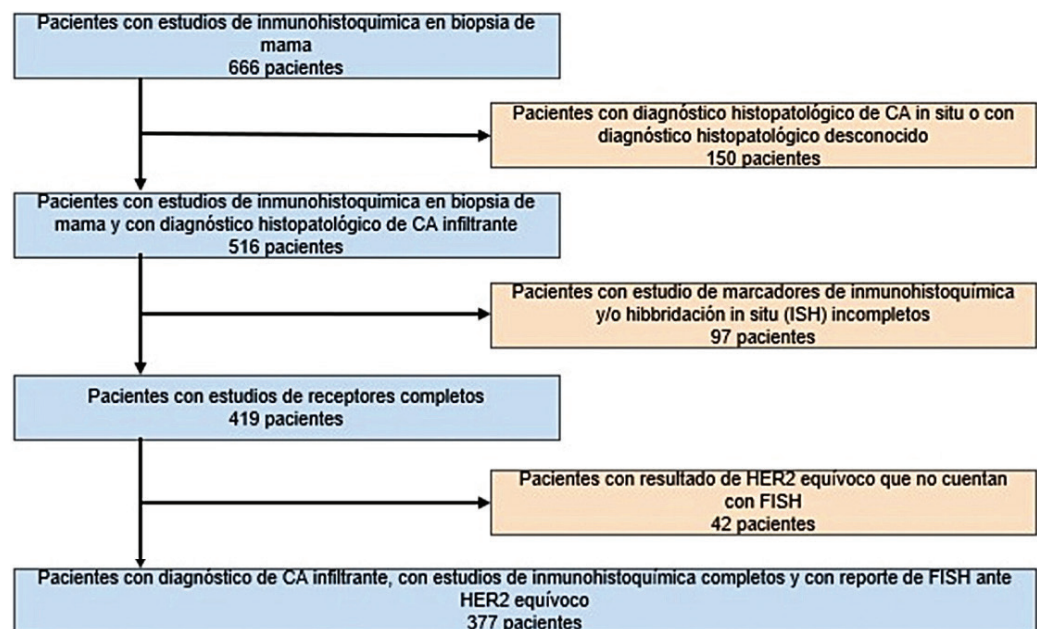 Pacientes con estudios de inmunohistoquimica en biopsia de
mama
666 pacientes
Pacientes con diagnóstico histopatológico de CA in situ o con
diagnóstico histopatológico desconocido
150 pacientes
Pacientes con estudios de inmunohistoquimica en biopsia de
mama y con diagnóstico histopatológico de CA infiltrante
516 pacientes
Pacientes con estudio de marcadores de inmunohistoquímica
y/o hibbridación in situ (ISH) incompletos
97 pacientes
Pacientes con estudios de receptores completos
419 pacientes
Pacientes con resultado de HER2 equívoco que no cuentan
con FISH
42 pacientes
Pacientes con diagnóstico de CA infiltrante, con estudios de inmunohistoquímica completos y con reporte de FISH ante
HER2 equívoco
377 pacientes